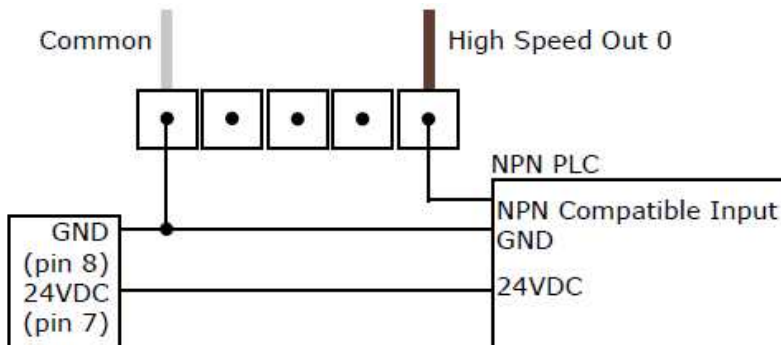 Common
High Speed Out 0
NPN PLC
NPN Compatible Input
GND
24VDC
GND
(pin 8)
24VDC
(pin 7)